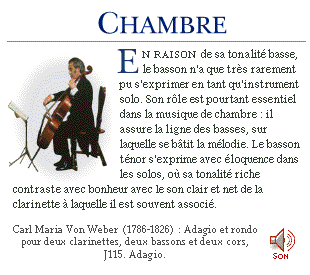 CHAMBRE
EN RAISON de sa tonalité basse,
le basson n'a que très rarement
pu s'exprimer en tant qu'instrument
solo. Son rôle est pourtant essentiel
dans la musique de chambre : il
assure la ligne des basses, sur
laquelle se bâtit la mélodie. Le basson
ténor s'exprime avec éloquence dans
les solos, où sa tonalité riche
contraste avec bonheur avec le son clair et net de la
clarinette à laquelle il est souvent associé.
Carl Maria Von Weber (1786-1826) : Adagio et rondo
pour deux clarinettes, deux bassons et deux cors,
J115. Adagio.
SON